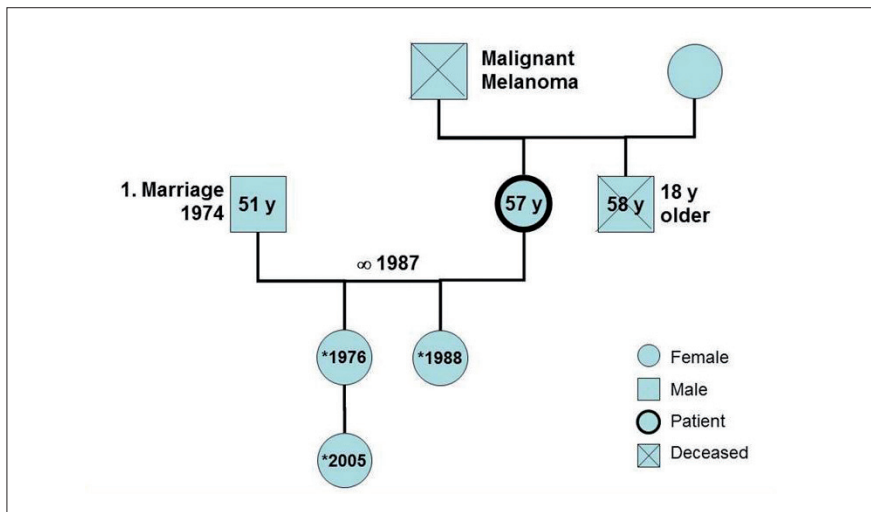 Malignant
Melanoma
1. Marriage
1974
51 y
57 y
58 y
18 y
older
∞ 1987
*1976
*1988
*2005
Female
Male
Patient
Deceased